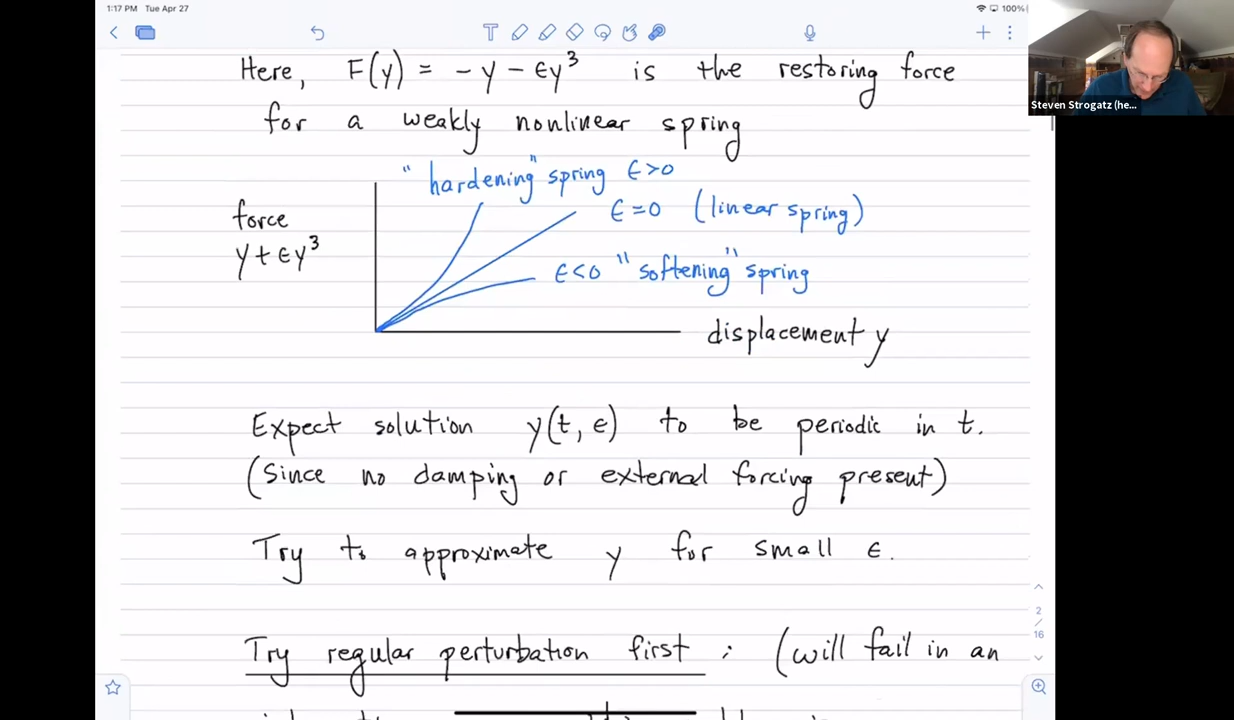 1:17 PM Tue Apr 27
100%
Here, F(y) = - y - ϵy³ is the restoring force
for a weakly nonlinear spring
"hardening" spring ϵ>0
ϵ=0 (linear spring)
ϵ<0 "softening" spring
force
y+ϵy³
displacement y
Expect solution y(t, ϵ) to be periodic in t.
(Since no damping or external forcing present)
Try to approximate y for small ϵ.
Try regular perturbation first : (will fail in an
Steven Strogatz (he...
2
/
16